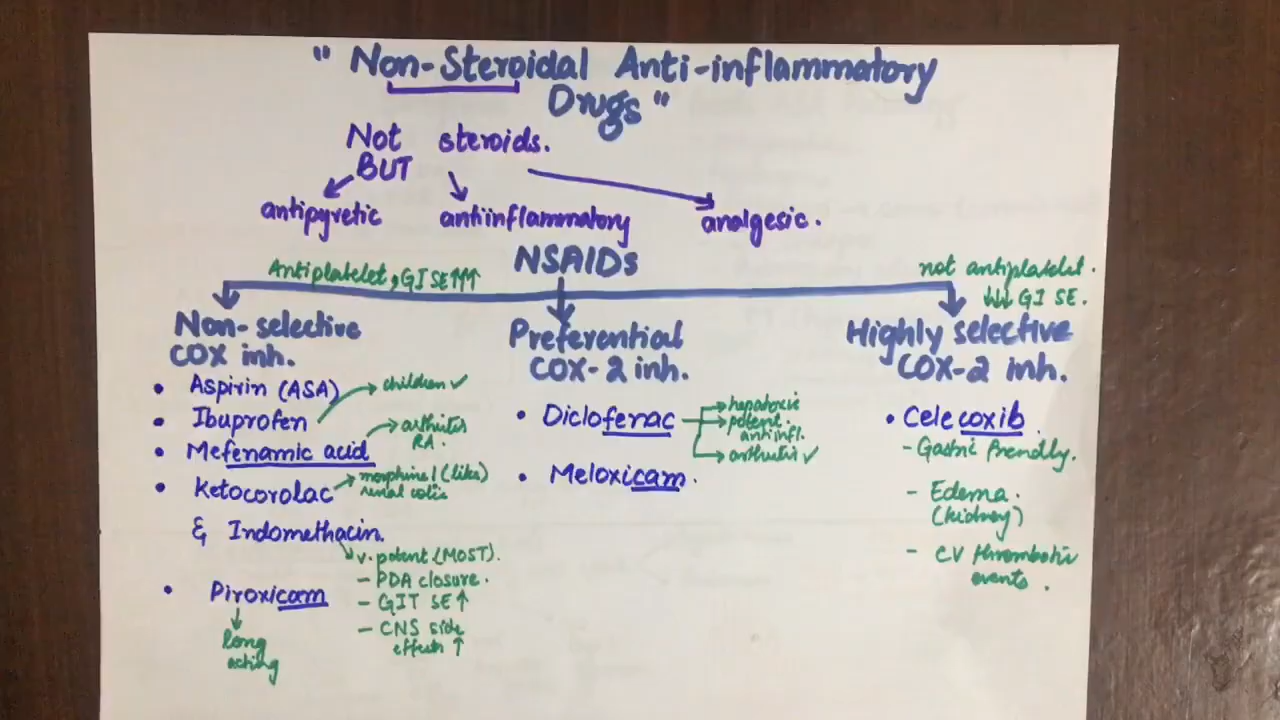 " Non-Steroidal Anti-inflammatory
Drugs "
Not steroids.
BUT
antipyretic antiinflammatory analgesic.
NSAIDs
Antiplatelet, GI SE↑↑↑
not antiplatelet.
↓↓↓ GI SE.
Non-selective
COX inh.
• Aspirin (ASA)
→ children ✓
• Ibuprofen
• Mefenamic acid
→ arthritis
RA.
• Ketocorolac
→ morphine! (like)
renal colic
& Indomethacin.
v. potent (MOST).
– PDA closure.
– GIT SE ↑
– CNS side
effects ↑
• Piroxicam
long
acting
Preferential
COX-2 inh.
• Diclofenac
→ hepatoxic
→ potent
antiinfl.
→ arthritis ✓
• Meloxicam.
Highly selective
COX-2 inh.
• Celecoxib
– Gastric friendly.
– Edema.
(kidney)
– CV thrombotic
events.